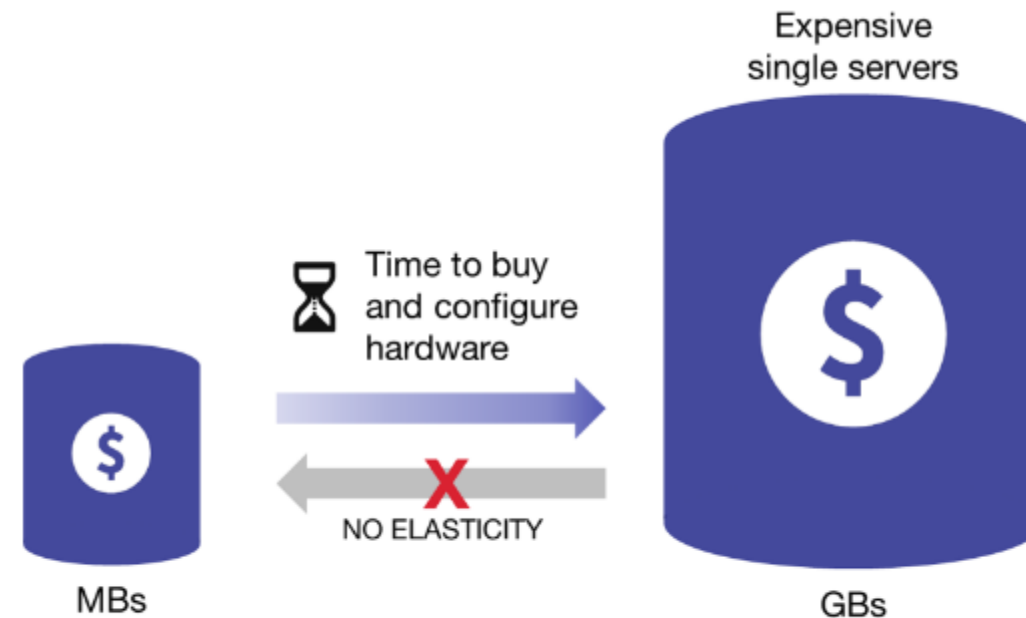 Expensive
single servers
Time to buy
and configure
hardware
$
$
X
NO ELASTICITY
MBs
GBs